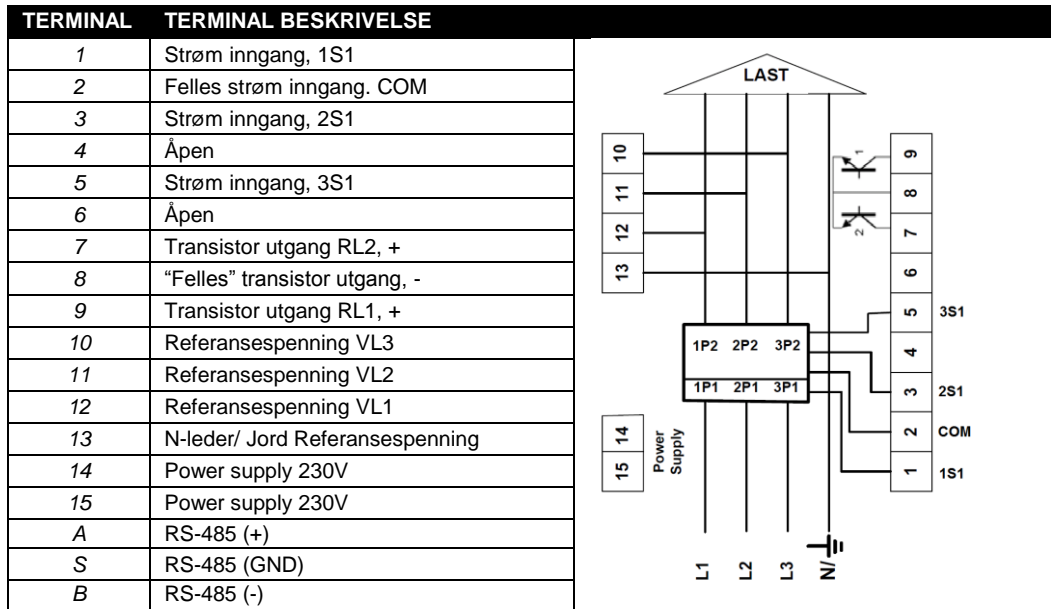 TERMINAL TERMINAL BESKRIVELSE
1 Strøm inngang, 1S1
2 Felles strøm inngang. COM
3 Strøm inngang, 2S1
4 Åpen
5 Strøm inngang, 3S1
6 Åpen
7 Transistor utgang RL2, +
8 “Felles” transistor utgang, -
9 Transistor utgang RL1, +
10 Referansespenning VL3
11 Referansespenning VL2
12 Referansespenning VL1
13 N-leder/ Jord Referansespenning
14 Power supply 230V
15 Power supply 230V
A RS-485 (+)
S RS-485 (GND)
B RS-485 (-)
LAST
10
11
12
13
1
2
9
8
7
6
5 3S1
4
3 2S1
2 COM
1 1S1
1P2 2P2 3P2
1P1 2P1 3P1
14
15
Power
Supply
L1 L2 L3 N/